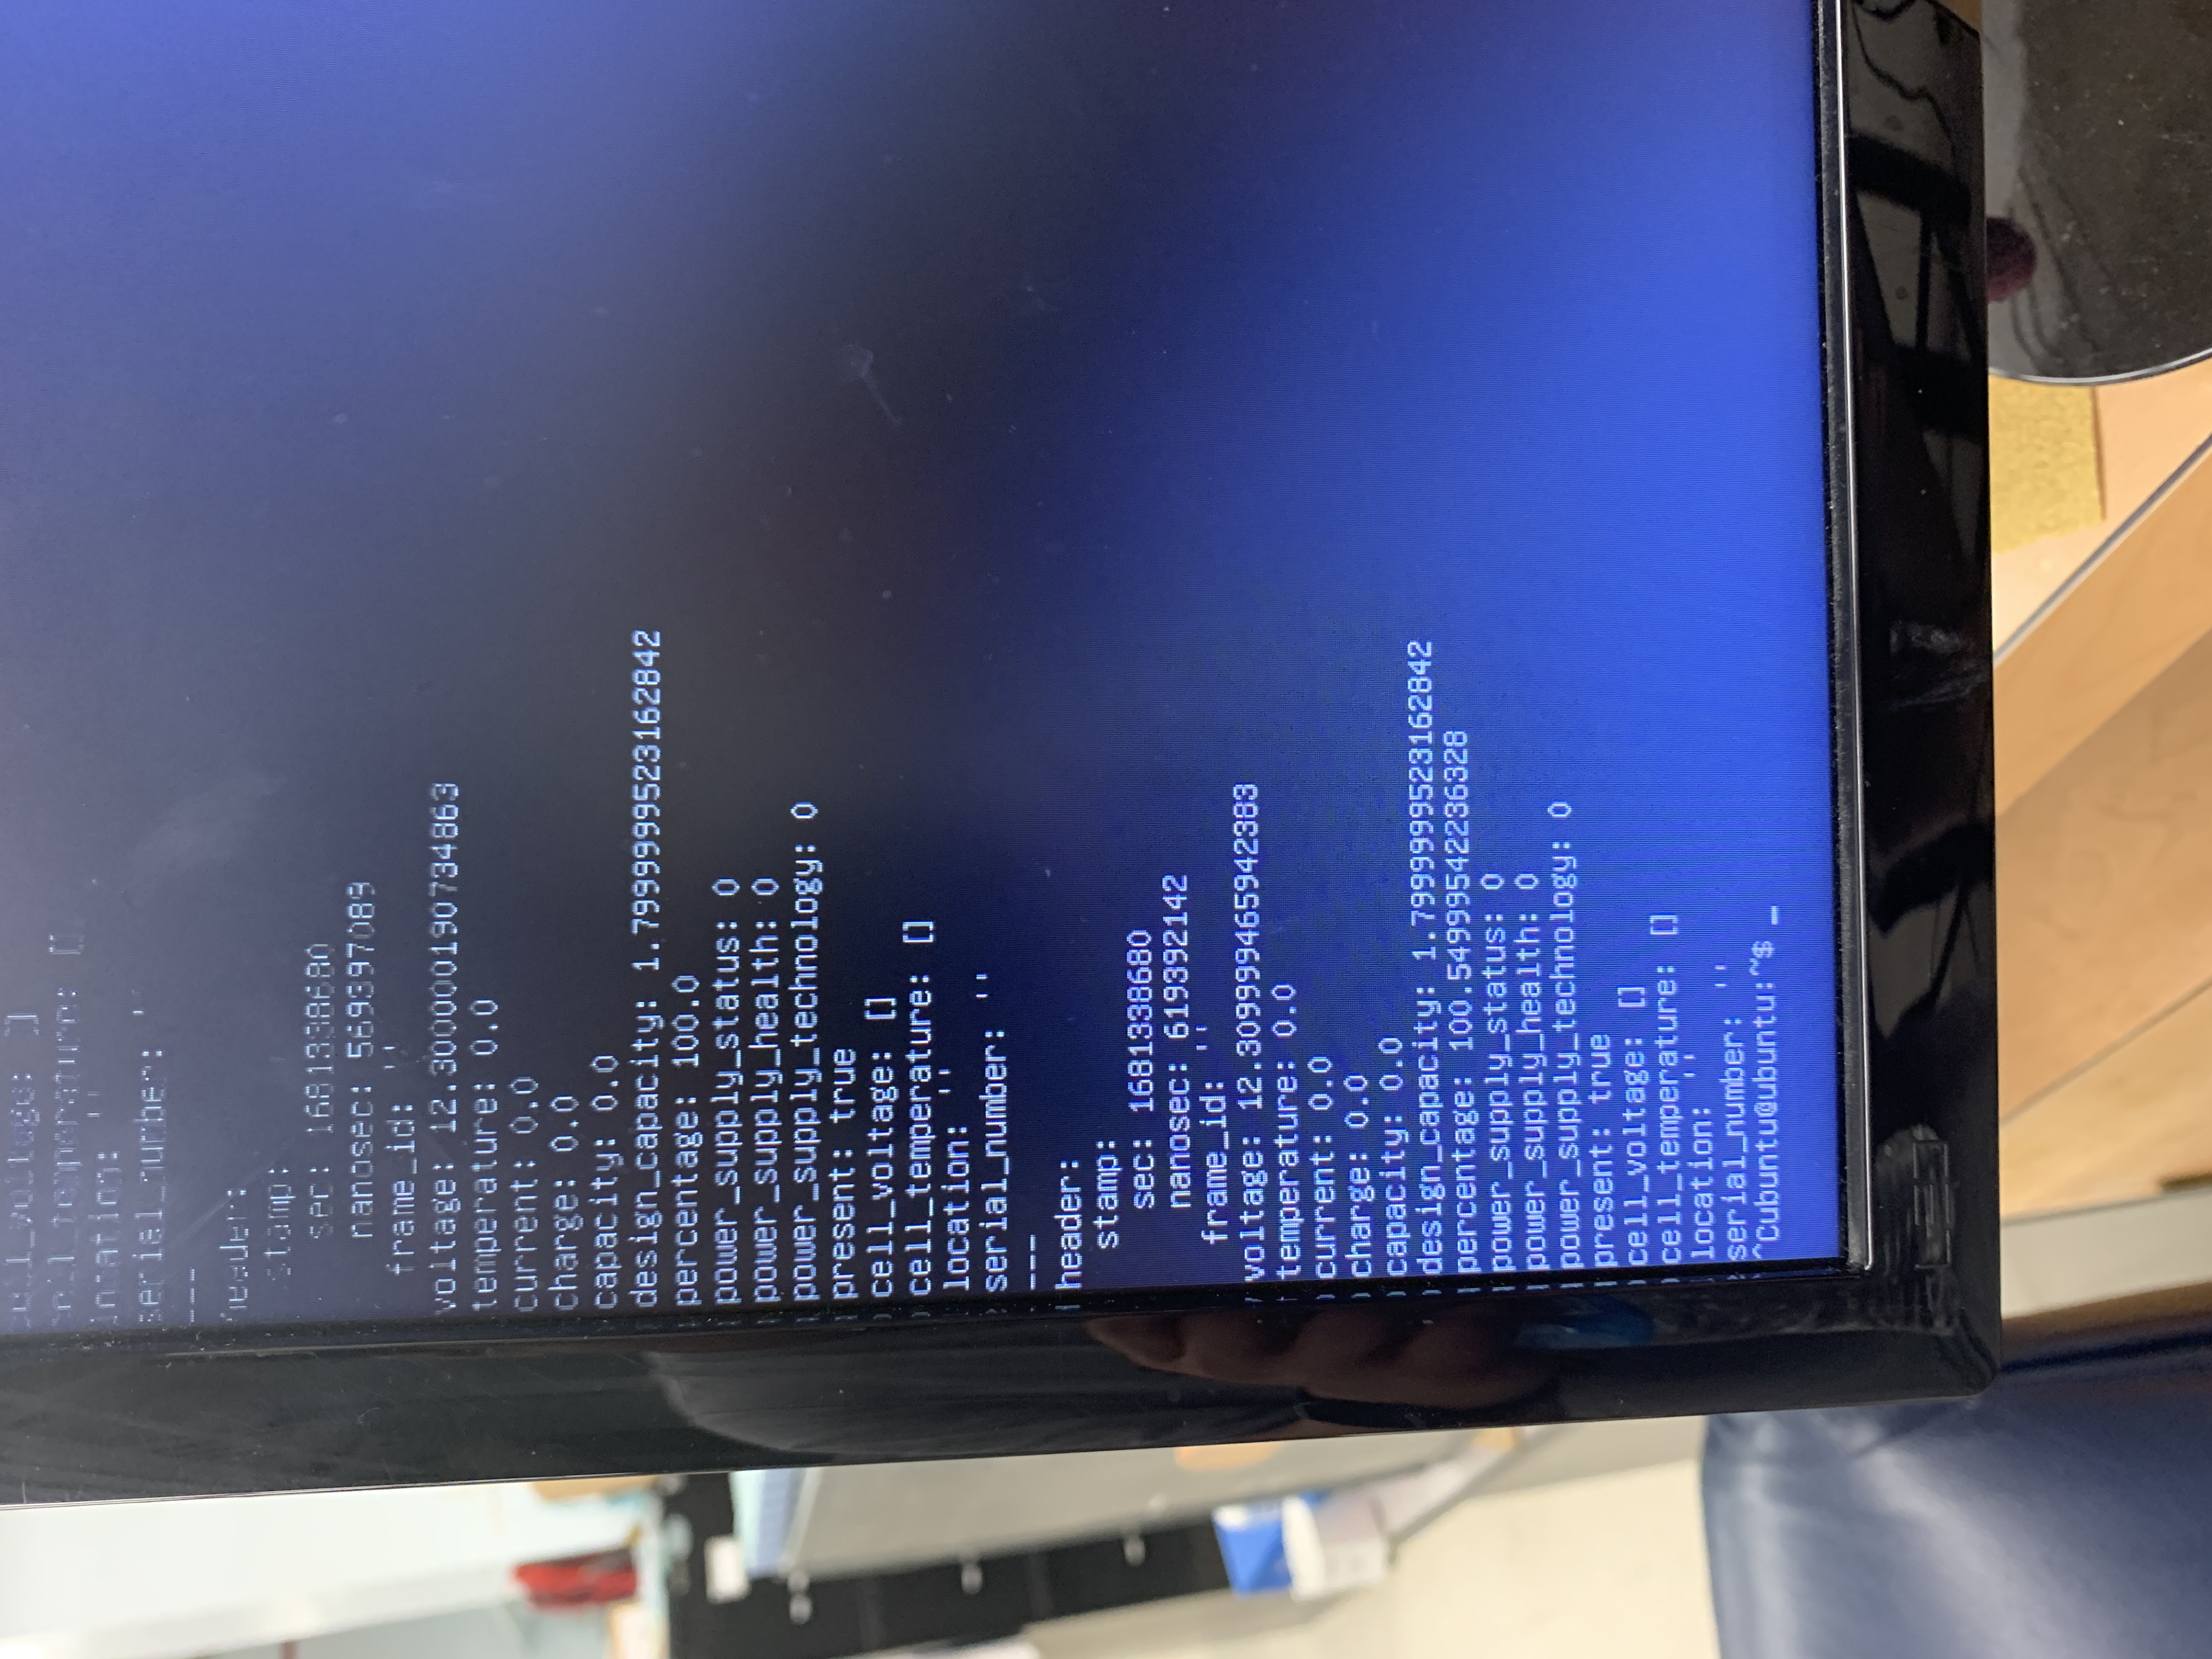 cell_voltage: []
cell_temperature: []
location: ''
serial_number: ''
---
header:
  stamp:
    sec: 1681338680
    nanosec: 569397089
  frame_id: ''
voltage: 12.300000190734863
temperature: 0.0
current: 0.0
charge: 0.0
capacity: 0.0
design_capacity: 1.7999999523162842
percentage: 100.0
power_supply_status: 0
power_supply_health: 0
power_supply_technology: 0
present: true
cell_voltage: []
cell_temperature: []
location: ''
serial_number: ''
---
header:
  stamp:
    sec: 1681338680
    nanosec: 619392142
  frame_id: ''
voltage: 12.309999465942383
temperature: 0.0
current: 0.0
charge: 0.0
capacity: 0.0
design_capacity: 1.7999999523162842
percentage: 100.54999542236328
power_supply_status: 0
power_supply_health: 0
power_supply_technology: 0
present: true
cell_voltage: []
cell_temperature: []
location: ''
serial_number: ''
^Cubuntu@ubuntu:~$ _